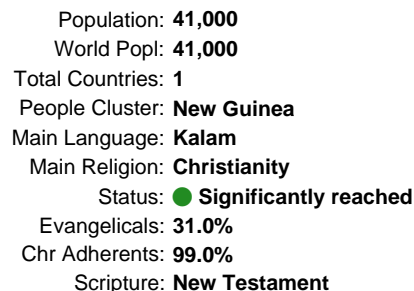 Population: 41,000
World Popl: 41,000
Total Countries: 1
People Cluster: New Guinea
Main Language: Kalam
Main Religion: Christianity
Status: Significantly reached
Evangelicals: 31.0%
Chr Adherents: 99.0%
Scripture: New Testament